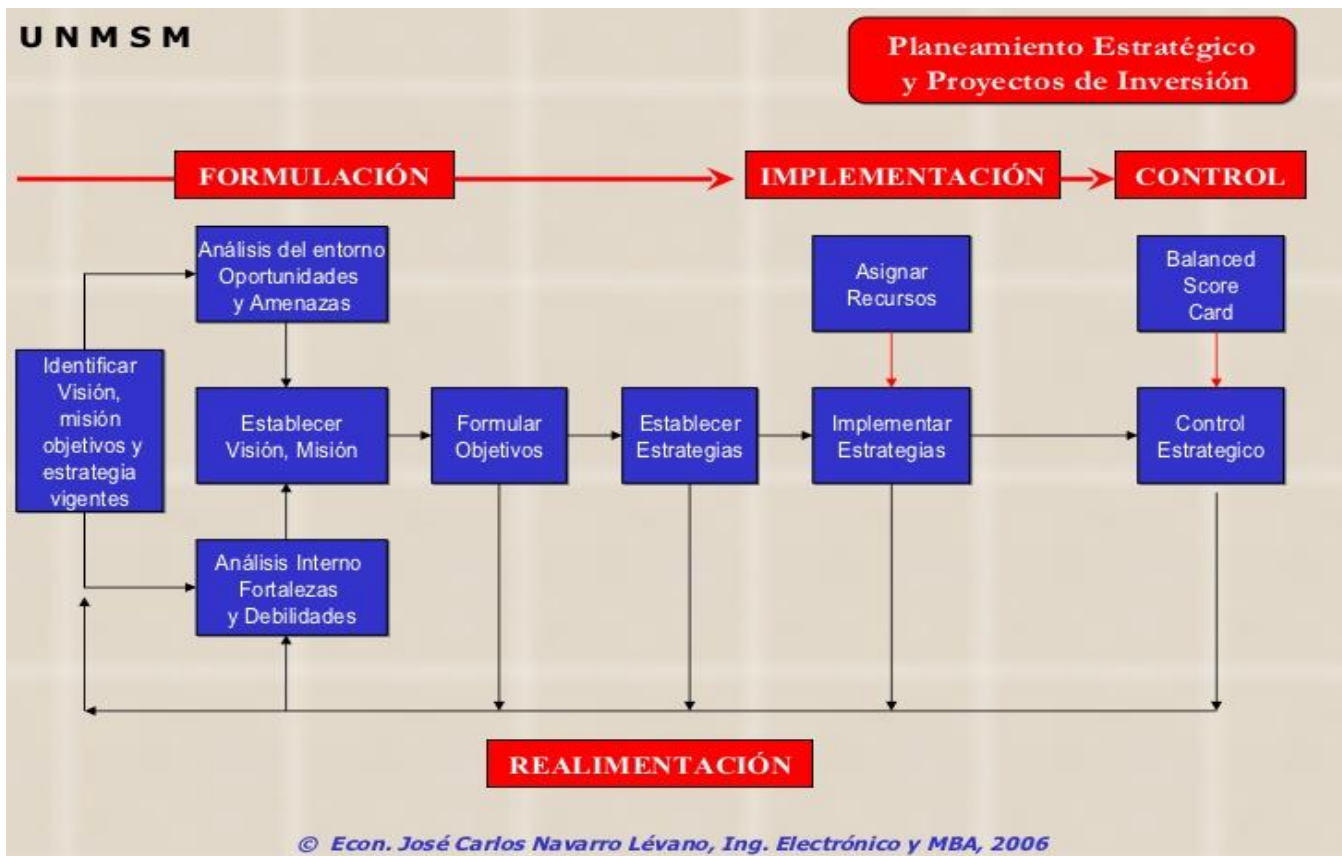 U N M S M
Planeamiento Estratégico
y Proyectos de Inversión
FORMULACIÓN
IMPLEMENTACIÓN
CONTROL
Análisis del entorno
Oportunidades
y Amenazas
Asignar
Recursos
Balanced
Score
Card
Identificar
Visión,
misión
objetivos y
estrategia
vigentes
Establecer
Visión, Misión
Formular
Objetivos
Establecer
Estrategias
Implementar
Estrategias
Control
Estrategico
Análisis Interno
Fortalezas
y Debilidades
REALIMENTACIÓN
© Econ. José Carlos Navarro Lévano, Ing. Electrónico y MBA, 2006